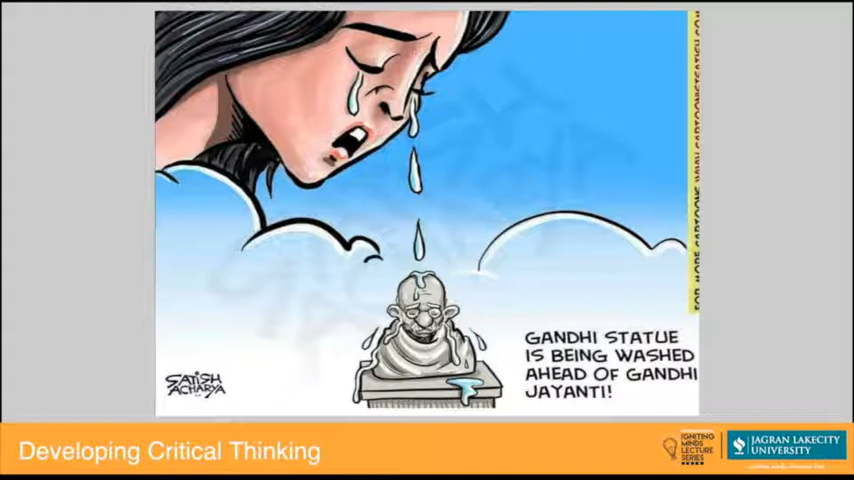 FOR MORE CARTOONS WWW.CARTOONISTSATISH.COM
GANDHI STATUE
IS BEING WASHED
AHEAD OF GANDHI
JAYANTI!
SATISH
ACHARYA
Developing Critical Thinking
IGNITING
MINDS
LECTURE
SERIES
JAGRAN LAKECITY
UNIVERSITY